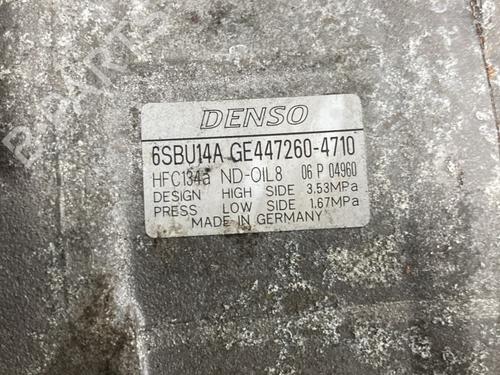 DENSO
6SBU14A GE447260-4710
HFC134a ND-OIL8 06 P 04960
DESIGN HIGH SIDE 3.53MPa
PRESS LOW SIDE 1.67MPa
MADE IN GERMANY
B-PARTS